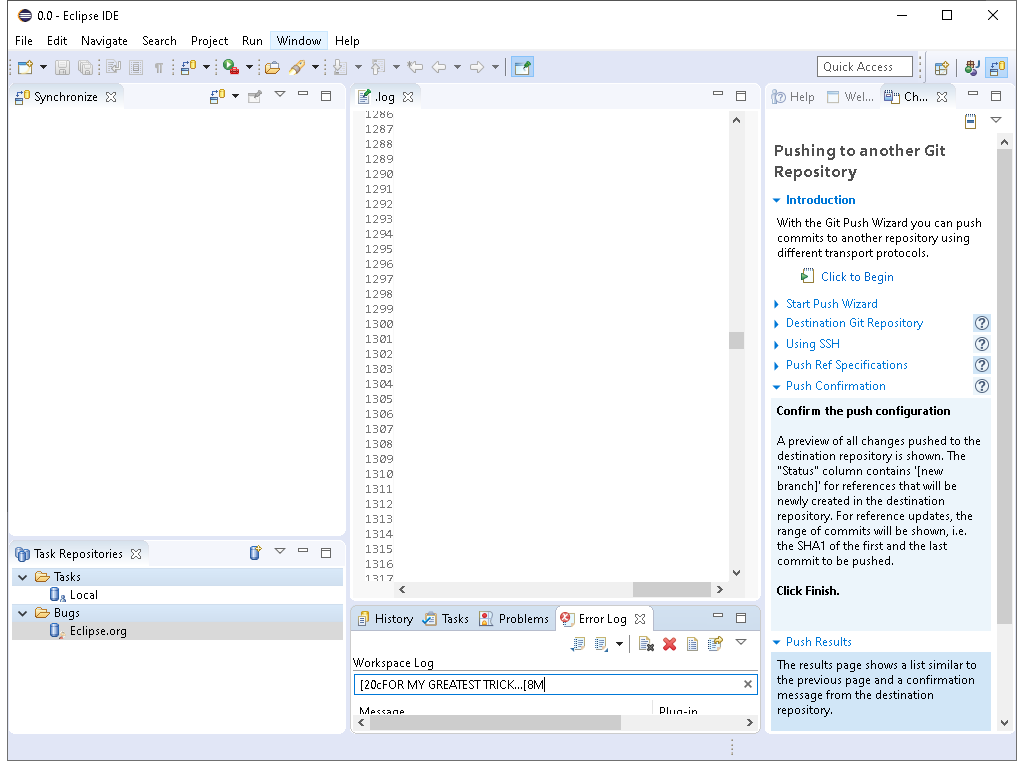 0.0 - Eclipse IDE
File Edit Navigate Search Project Run Window Help
Quick Access
Synchronize
.log
1286
1287
1288
1289
1290
1291
1292
1293
1294
1295
1296
1297
1298
1299
1300
1301
1302
1303
1304
1305
1306
1307
1308
1309
1310
1311
1312
1313
1314
1315
1316
1317
Task Repositories
Tasks
Local
Bugs
Eclipse.org
History Tasks Problems Error Log
Workspace Log
[20cFOR MY GREATEST TRICK...[8M
Message Plug-in
Help Wel... Ch...
Pushing to another Git
Repository
Introduction
With the Git Push Wizard you can push
commits to another repository using
different transport protocols.
Click to Begin
Start Push Wizard
Destination Git Repository
Using SSH
Push Ref Specifications
Push Confirmation
Confirm the push configuration
A preview of all changes pushed to the
destination repository is shown. The
"Status" column contains '[new
branch]' for references that will be
newly created in the destination
repository. For reference updates, the
range of commits will be shown, i.e.
the SHA1 of the first and the last
commit to be pushed.
Click Finish.
Push Results
The results page shows a list similar to
the previous page and a confirmation
message from the destination
repository.